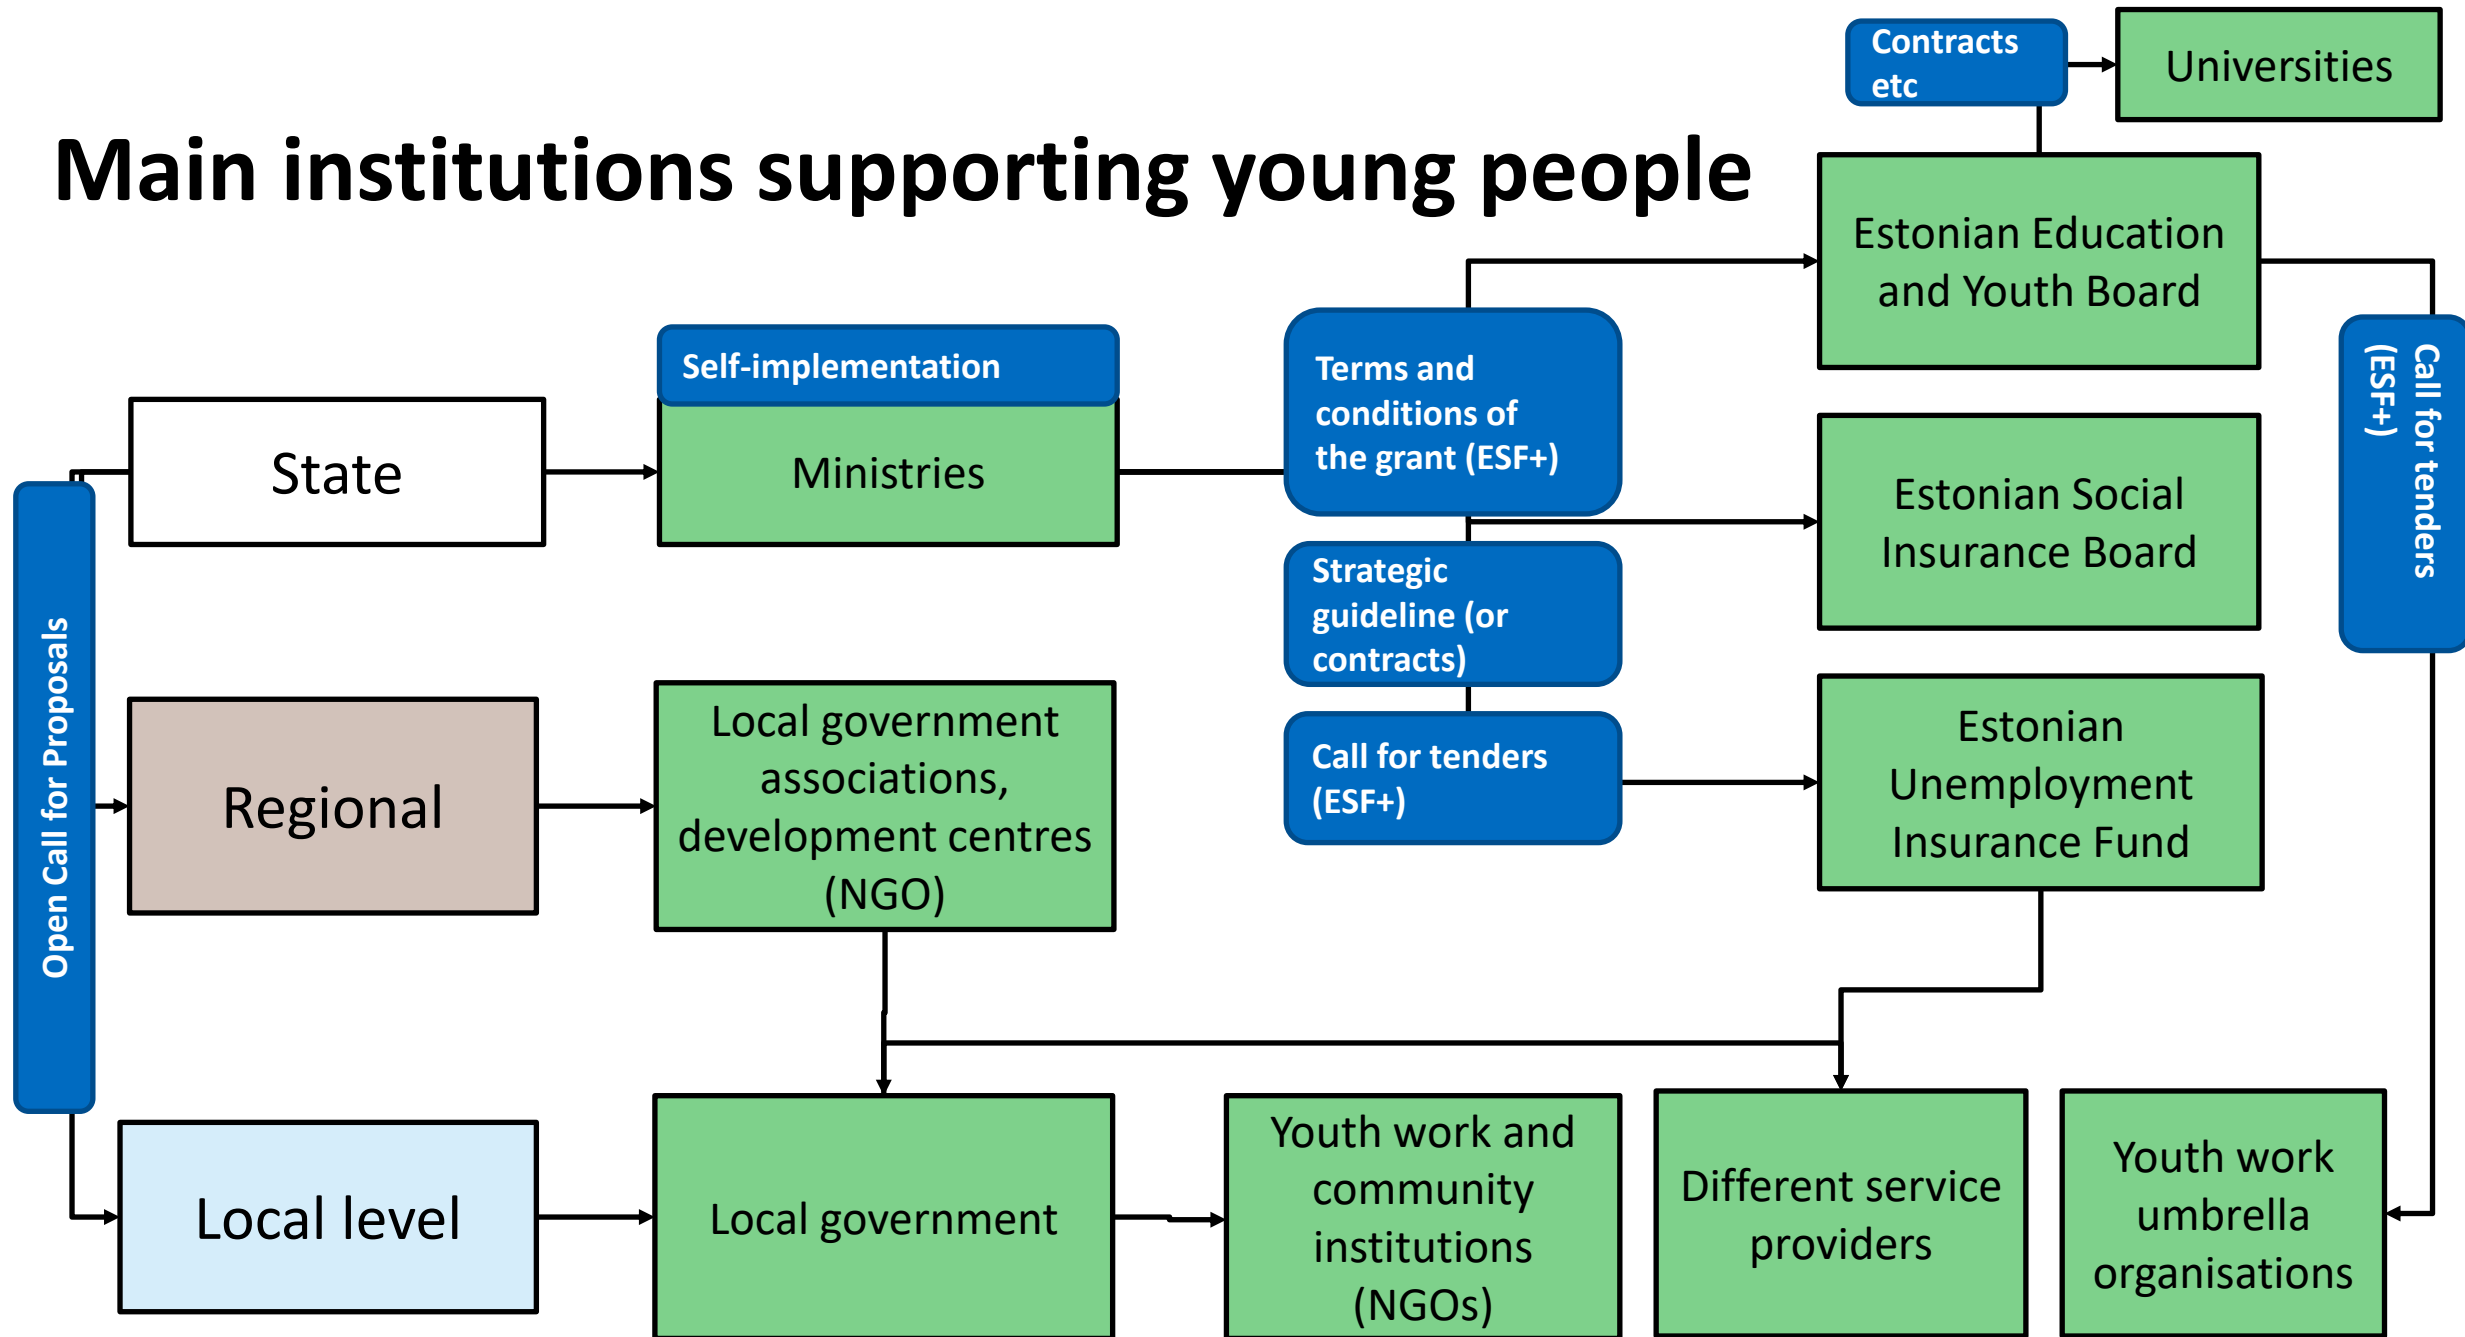 Contracts
etc
Universities
Main institutions supporting young people
Estonian Education
and Youth Board
Self-implementation
Terms and
conditions of
the grant (ESF+)
Call for tenders
(ESF+)
State
Ministries
Estonian Social
Insurance Board
Strategic
guideline (or
contracts)
Open Call for Proposals
Regional
Local government
associations,
development centres
(NGO)
Call for tenders
(ESF+)
Estonian
Unemployment
Insurance Fund
Local level
Local government
Youth work and
community
institutions
(NGOs)
Different service
providers
Youth work
umbrella
organisations